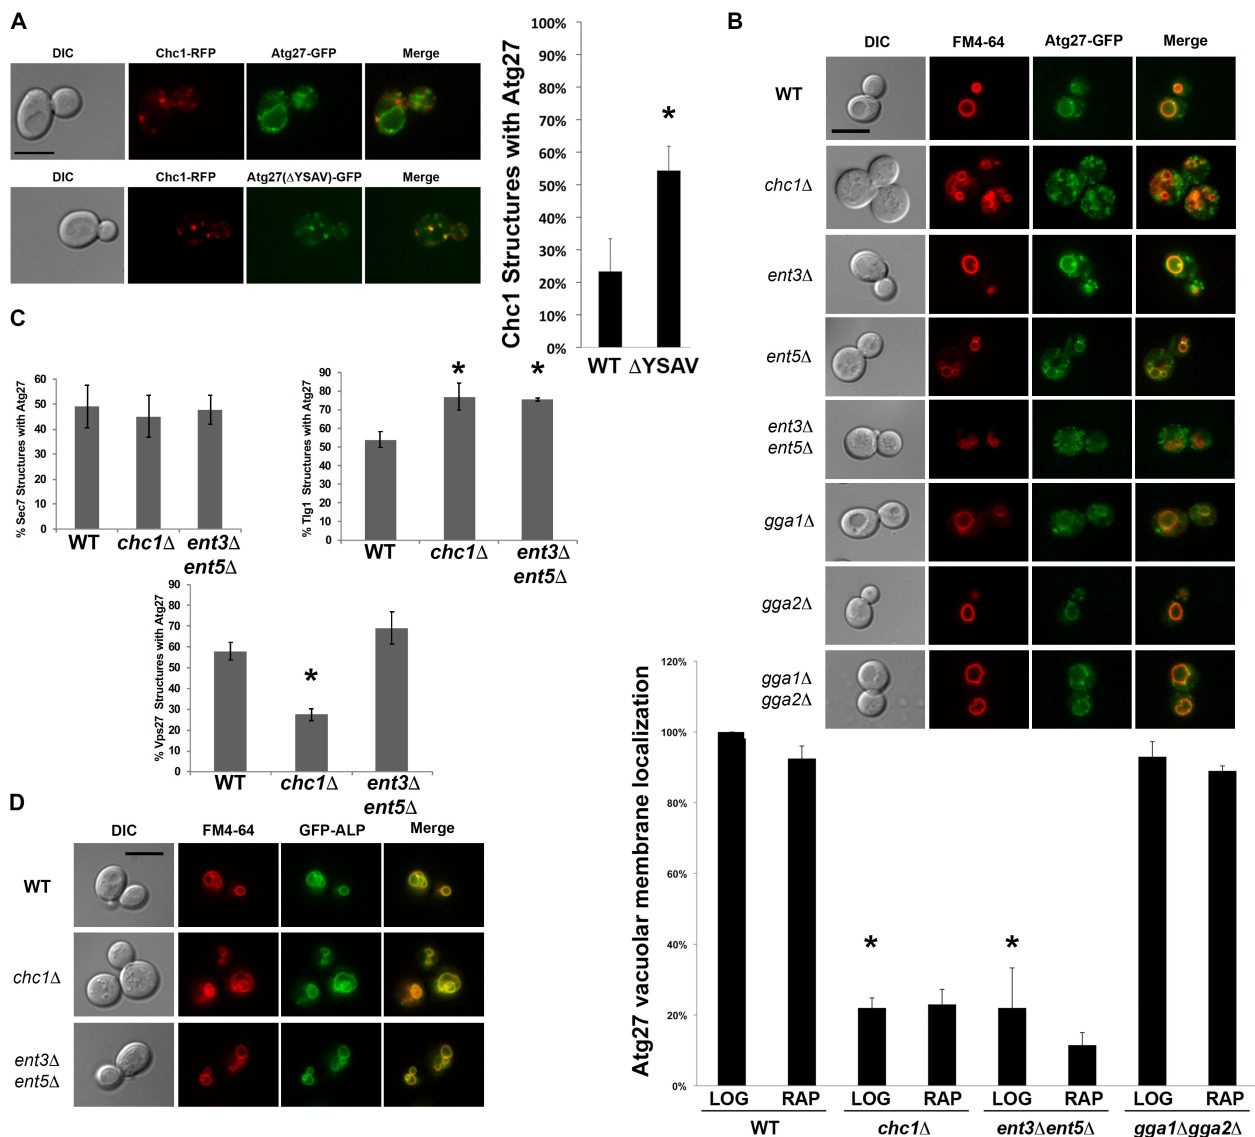 A
DIC Chc1-RFP Atg27-GFP Merge
DIC Chc1-RFP Atg27(ΔYSAV)-GFP Merge
Chc1 Structures with Atg27
100%
90%
80%
70%
60%
50%
40%
30%
20%
10%
0%
*
WT ΔYSAV
B
DIC FM4-64 Atg27-GFP Merge
WT
chc1Δ
ent3Δ
ent5Δ
ent3Δ
ent5Δ
gga1Δ
gga2Δ
gga1Δ
gga2Δ
Atg27 vacuolar membrane localization
120%
100%
80%
60%
40%
20%
0%
* *
LOG RAP LOG RAP LOG RAP LOG RAP
WT chc1Δ ent3Δent5Δ gga1Δgga2Δ
C
% Sec7 Structures with Atg27
60
50
40
30
20
10
0
WT chc1Δ ent3Δ
ent5Δ
% Tlg1 Structures with Atg27
90
80
70
60
50
40
30
20
10
0
* *
WT chc1Δ ent3Δ
ent5Δ
% Vps27 Structures with Atg27
90
80
70
60
50
40
30
20
10
0
*
WT chc1Δ ent3Δ
ent5Δ
D
DIC FM4-64 GFP-ALP Merge
WT
chc1Δ
ent3Δ
ent5Δ